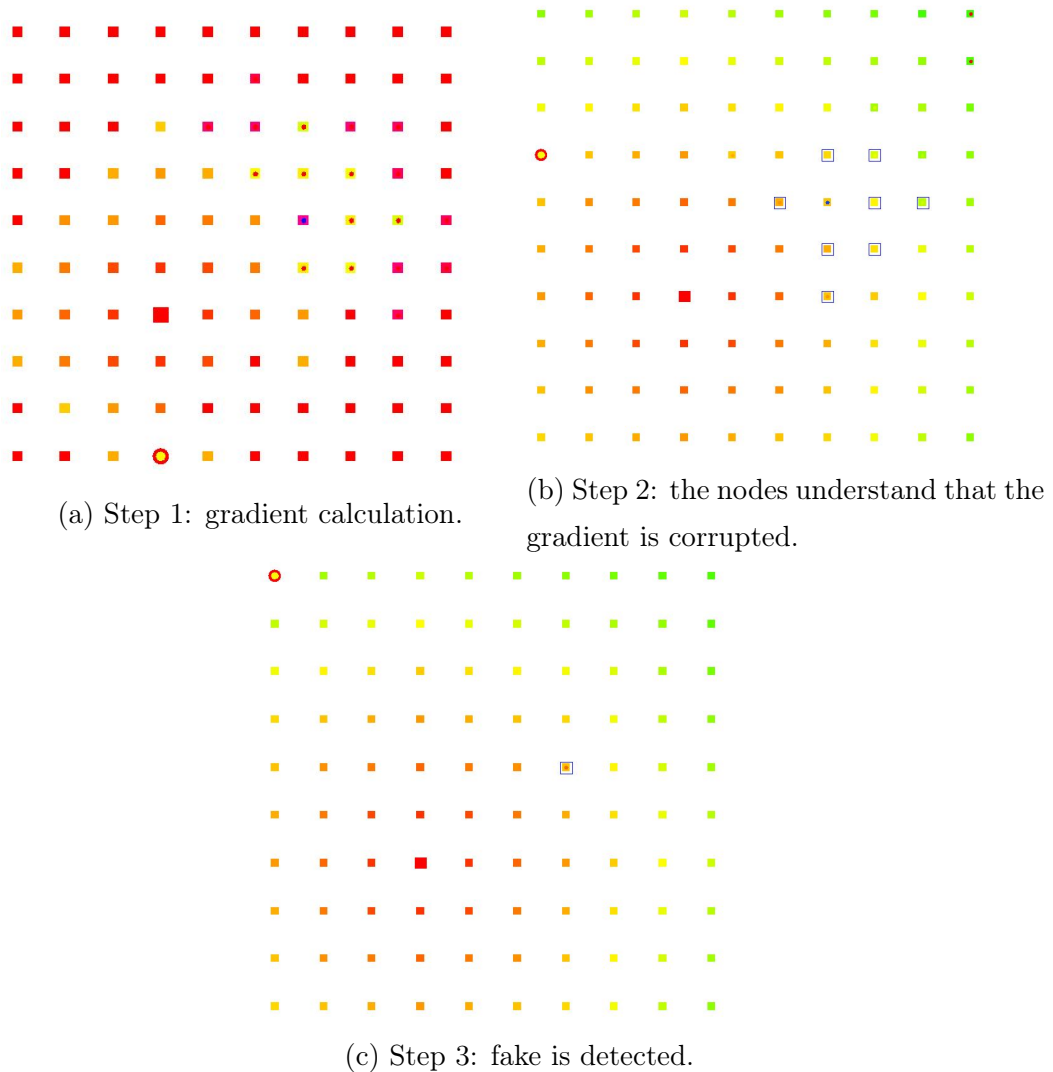 (a) Step 1: gradient calculation.
(b) Step 2: the nodes understand that the
gradient is corrupted.
(c) Step 3: fake is detected.